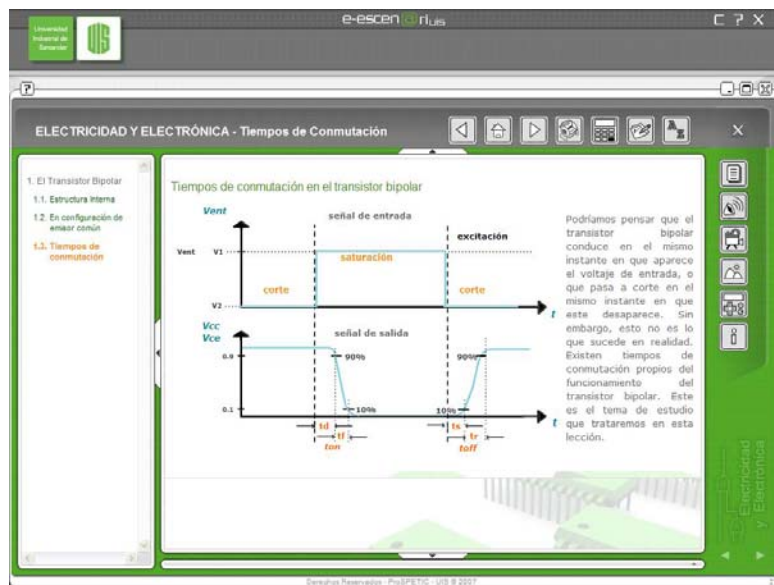 Universidad
Industrial de
Santander
UIS
e-escen@riuis
ELECTRICIDAD Y ELECTRÓNICA - Tiempos de Conmutación
1. El Transistor Bipolar
1.1. Estructura Interna
1.2. En configuración de
emisor común
1.3. Tiempos de
conmutación
Tiempos de conmutación en el transistor bipolar
Vent
señal de entrada
excitación
Vent V1
saturación
corte
corte
V2
t
Vcc
Vce
señal de salida
0.9
90%
90%
0.1
10%
10%
t
td
ts
tf
tr
ton
toff
Podríamos pensar que el
transistor bipolar
conduce en el mismo
instante en que aparece
el voltaje de entrada, o
que pasa a corte en el
mismo instante en que
este desaparece. Sin
embargo, esto no es lo
que sucede en realidad.
Existen tiempos de
conmutación propios del
funcionamiento del
transistor bipolar. Este
es el tema de estudio
que trataremos en esta
lección.
Electricidad
y Electrónica
Derechos Reservados - ProSPETIC - UIS © 2007